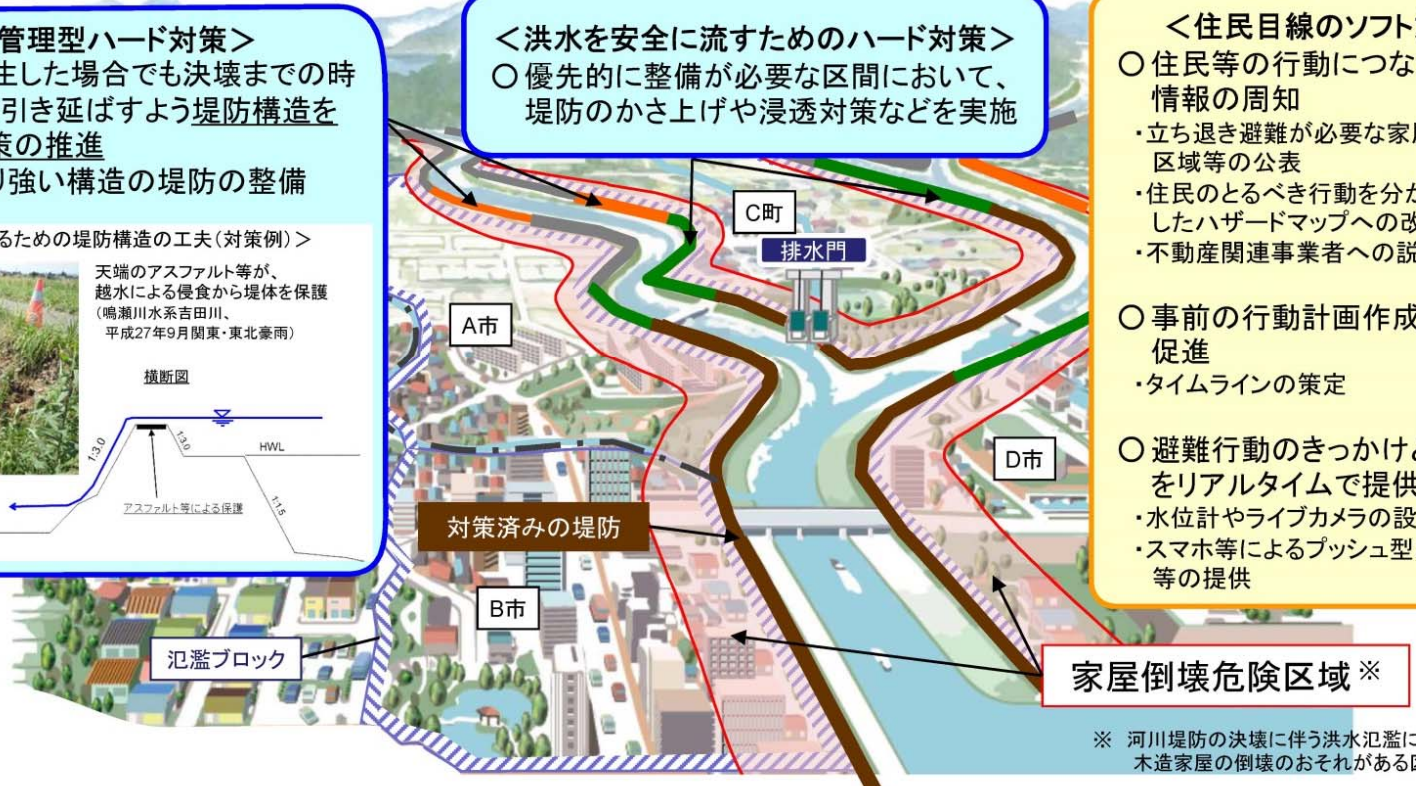 管理型ハード対策＞
生した場合でも決壊までの時
引き延ばすよう堤防構造を
策の推進
り強い構造の堤防の整備
るための堤防構造の工夫(対策例)＞
天端のアスファルト等が、
越水による侵食から堤体を保護
(鳴瀬川水系吉田川、
平成27年9月関東・東北豪雨)
横断図
1:3.0
1:3.0
HWL
1:1.5
アスファルト等による保護
＜洪水を安全に流すためのハード対策＞
○優先的に整備が必要な区間において、
堤防のかさ上げや浸透対策などを実施
＜住民目線のソフト
○住民等の行動につな
情報の周知
・立ち退き避難が必要な家
区域等の公表
・住民のとるべき行動を分か
したハザードマップへの改
・不動産関連事業者への説
○事前の行動計画作成
促進
・タイムラインの策定
○避難行動のきっかけ
をリアルタイムで提供
・水位計やライブカメラの設
・スマホ等によるプッシュ型
等の提供
C町
排水門
A市
D市
対策済みの堤防
B市
氾濫ブロック
家屋倒壊危険区域※
※ 河川堤防の決壊に伴う洪水氾濫に
木造家屋の倒壊のおそれがある区